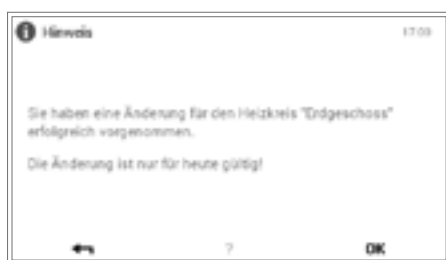 Hinweis 17:03
Sie haben eine Änderung für den Heizkreis "Erdgeschoss"
erfolgreich vorgenommen.
Die Änderung ist nur für heute gültig!
? OK